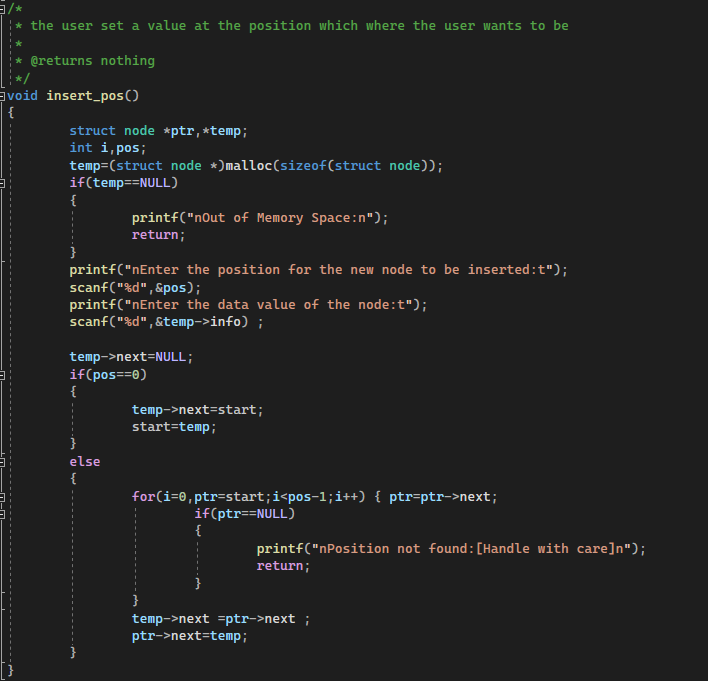 /*
* the user set a value at the position which where the user wants to be
*
* @returns nothing
*/
void insert_pos()
{
struct node *ptr,*temp;
int i,pos;
temp=(struct node *)malloc(sizeof(struct node));
if(temp==NULL)
{
printf("nOut of Memory Space:n");
return;
}
printf("nEnter the position for the new node to be inserted:t");
scanf("%d",&pos);
printf("nEnter the data value of the node:t");
scanf("%d",&temp->info) ;
temp->next=NULL;
if(pos==0)
{
temp->next=start;
start=temp;
}
else
{
for(i=0,ptr=start;i<pos-1;i++) { ptr=ptr->next;
if(ptr==NULL)
{
printf("nPosition not found:[Handle with care]n");
return;
}
}
temp->next =ptr->next ;
ptr->next=temp;
}
}